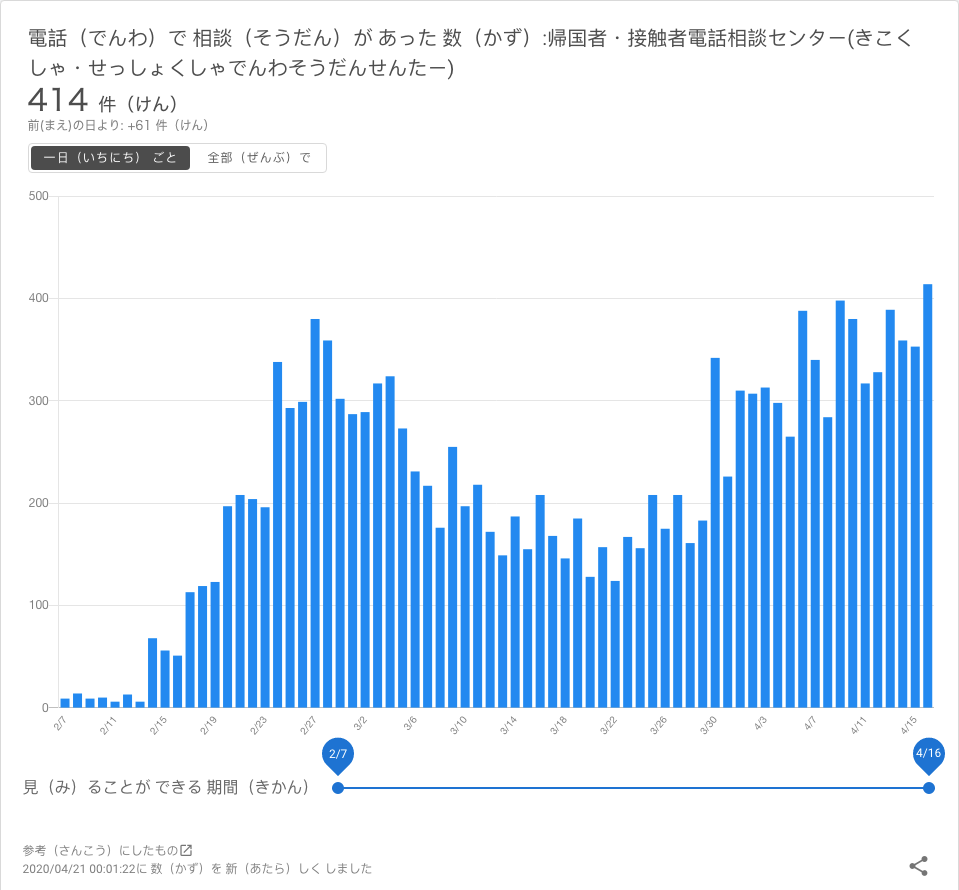 電話（でんわ）で 相談（そうだん）が あった 数（かず）:帰国者・接触者電話相談センター(きこく
しゃ・せっしょくしゃでんわそうだんせんたー)
414 件（けん）
前(まえ)の日より: +61 件（けん）
一日（いちにち） ごと 全部（ぜんぶ）で
500
400
300
200
100
0
2/7 2/11 2/15 2/19 2/23 2/27 3/2 3/6 3/10 3/14 3/18 3/22 3/26 3/30 4/3 4/7 4/11 4/15
2/7 4/16
見（み）ることが できる 期間（きかん）
参考（さんこう）にしたもの
2020/04/21 00:01:22に 数（かず）を 新（あたら）しく しました